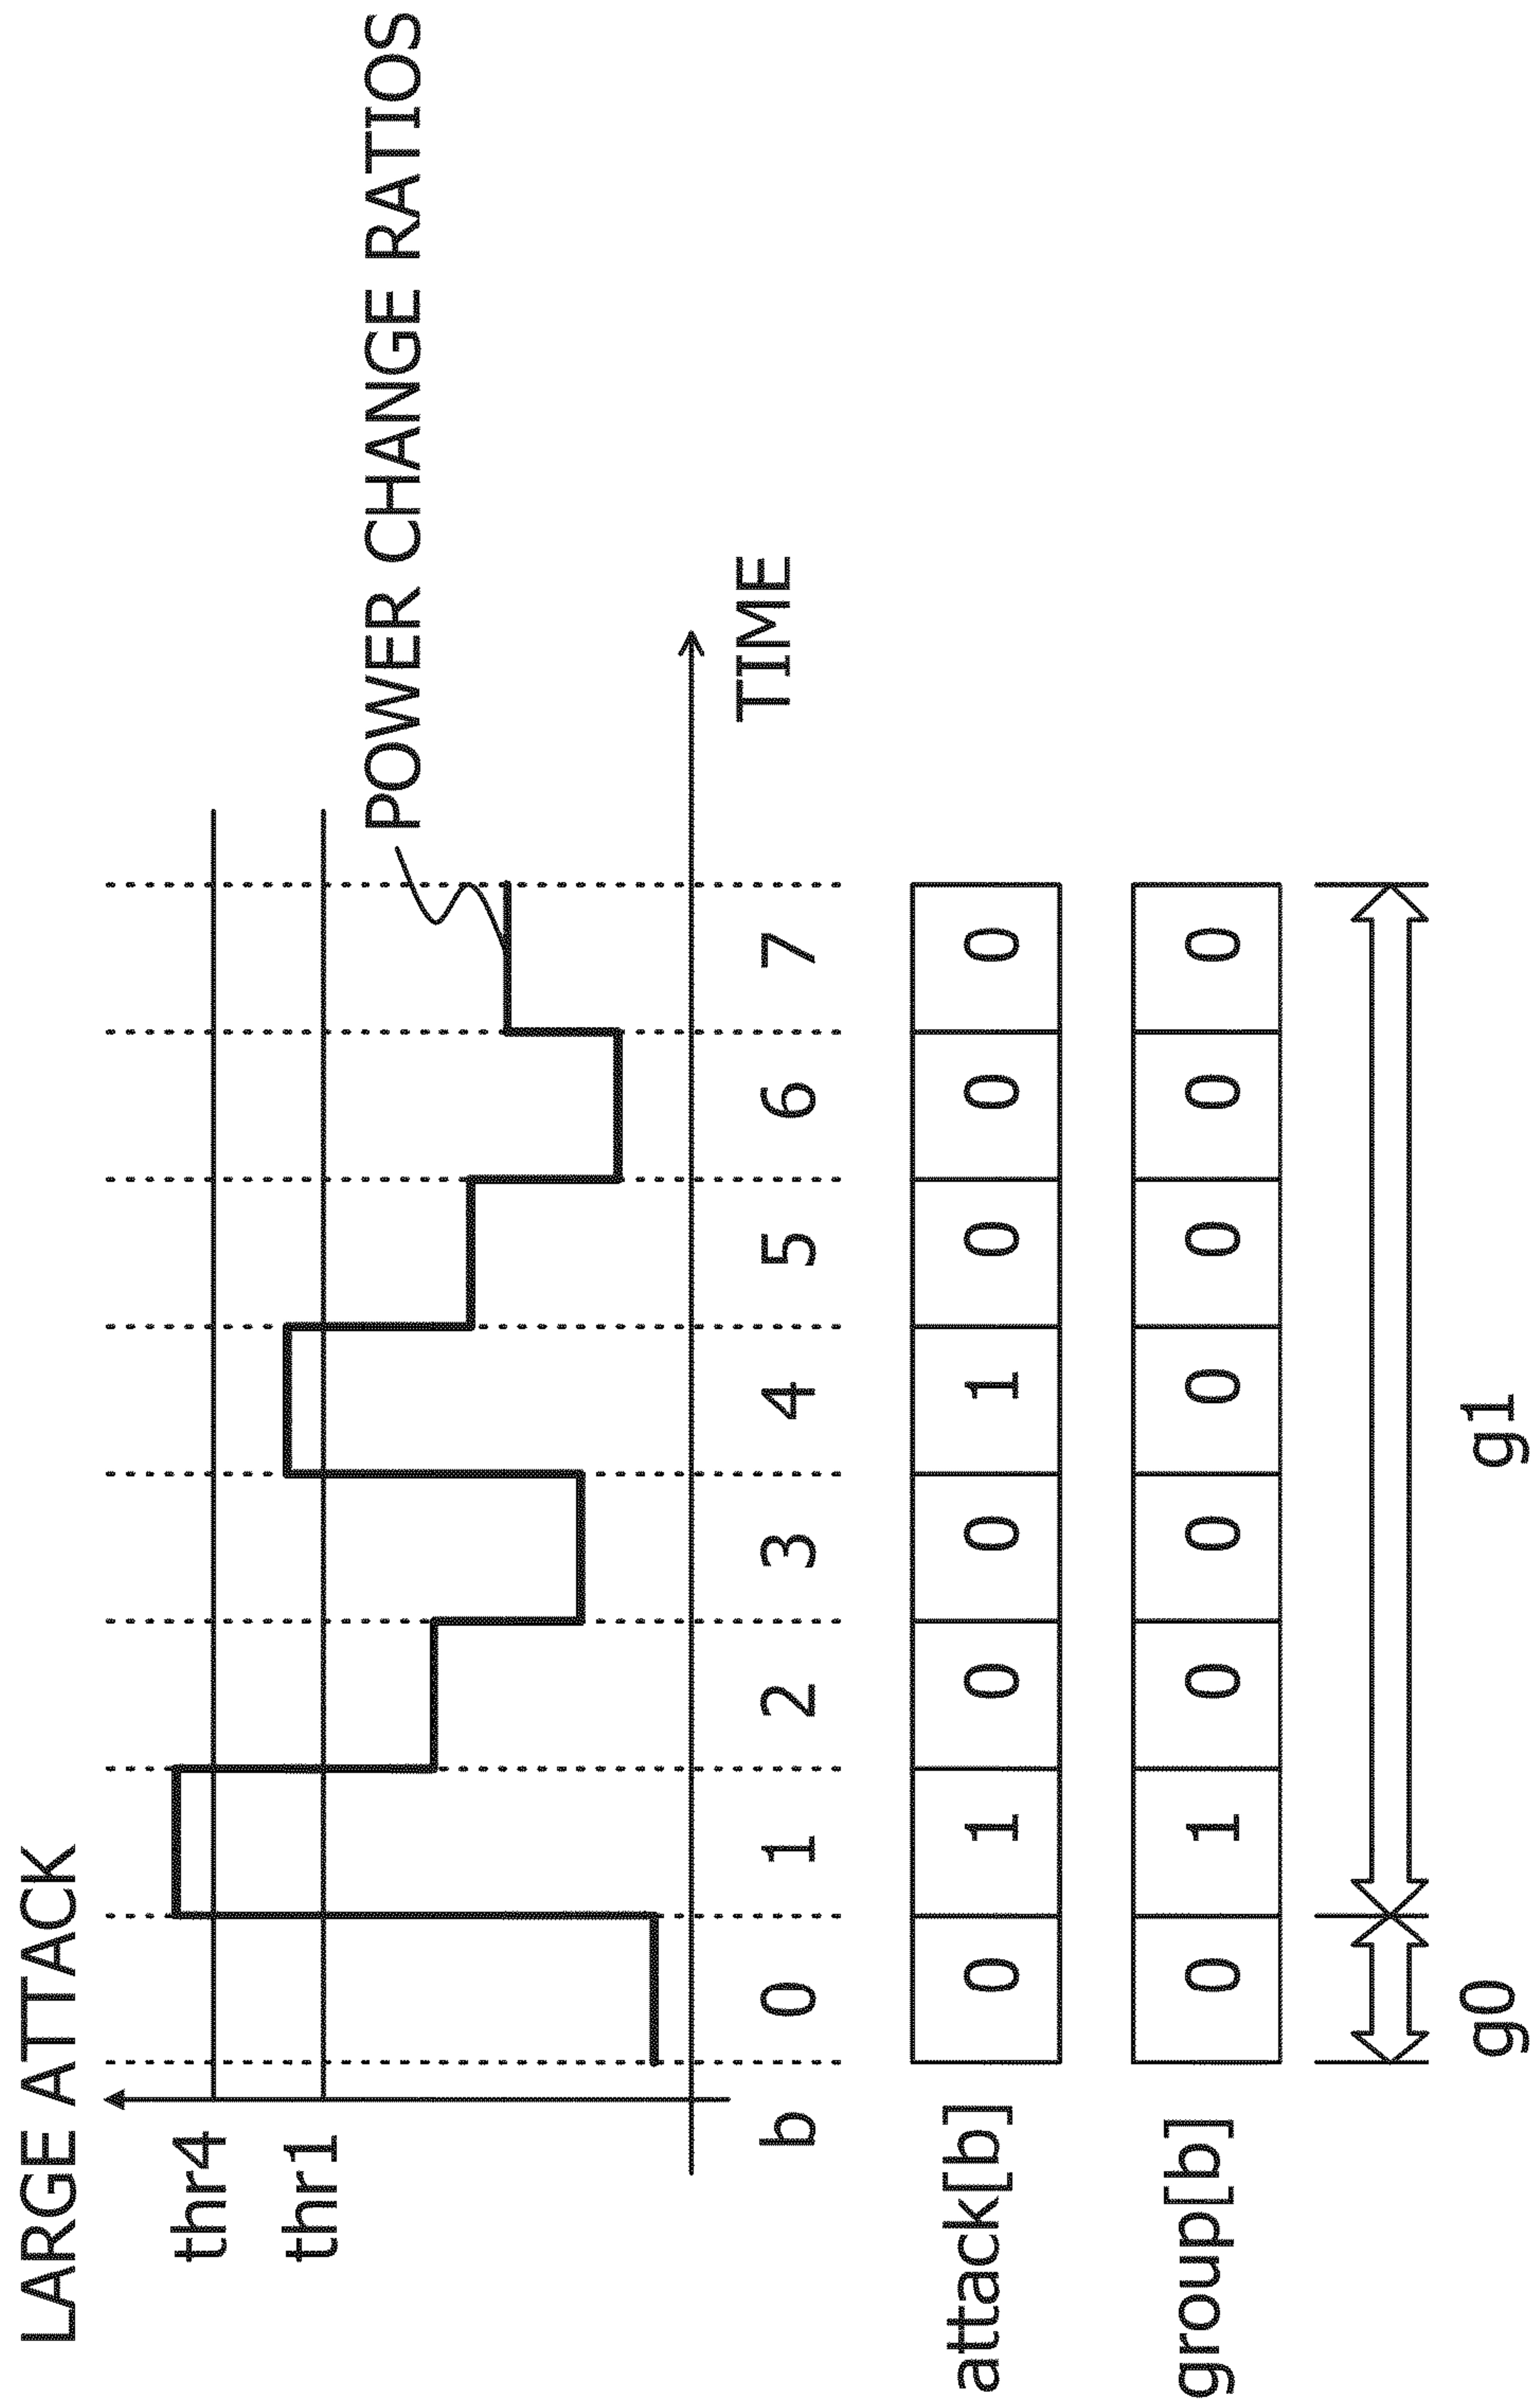 LARGE ATTACK
thr4
thr1
POWER CHANGE RATIOS
TIME
b 0 1 2 3 4 5 6 7
attack[b] 0 1 0 0 1 0 0 0
group[b] 0 1 0 0 0 0 0 0
g0 g1